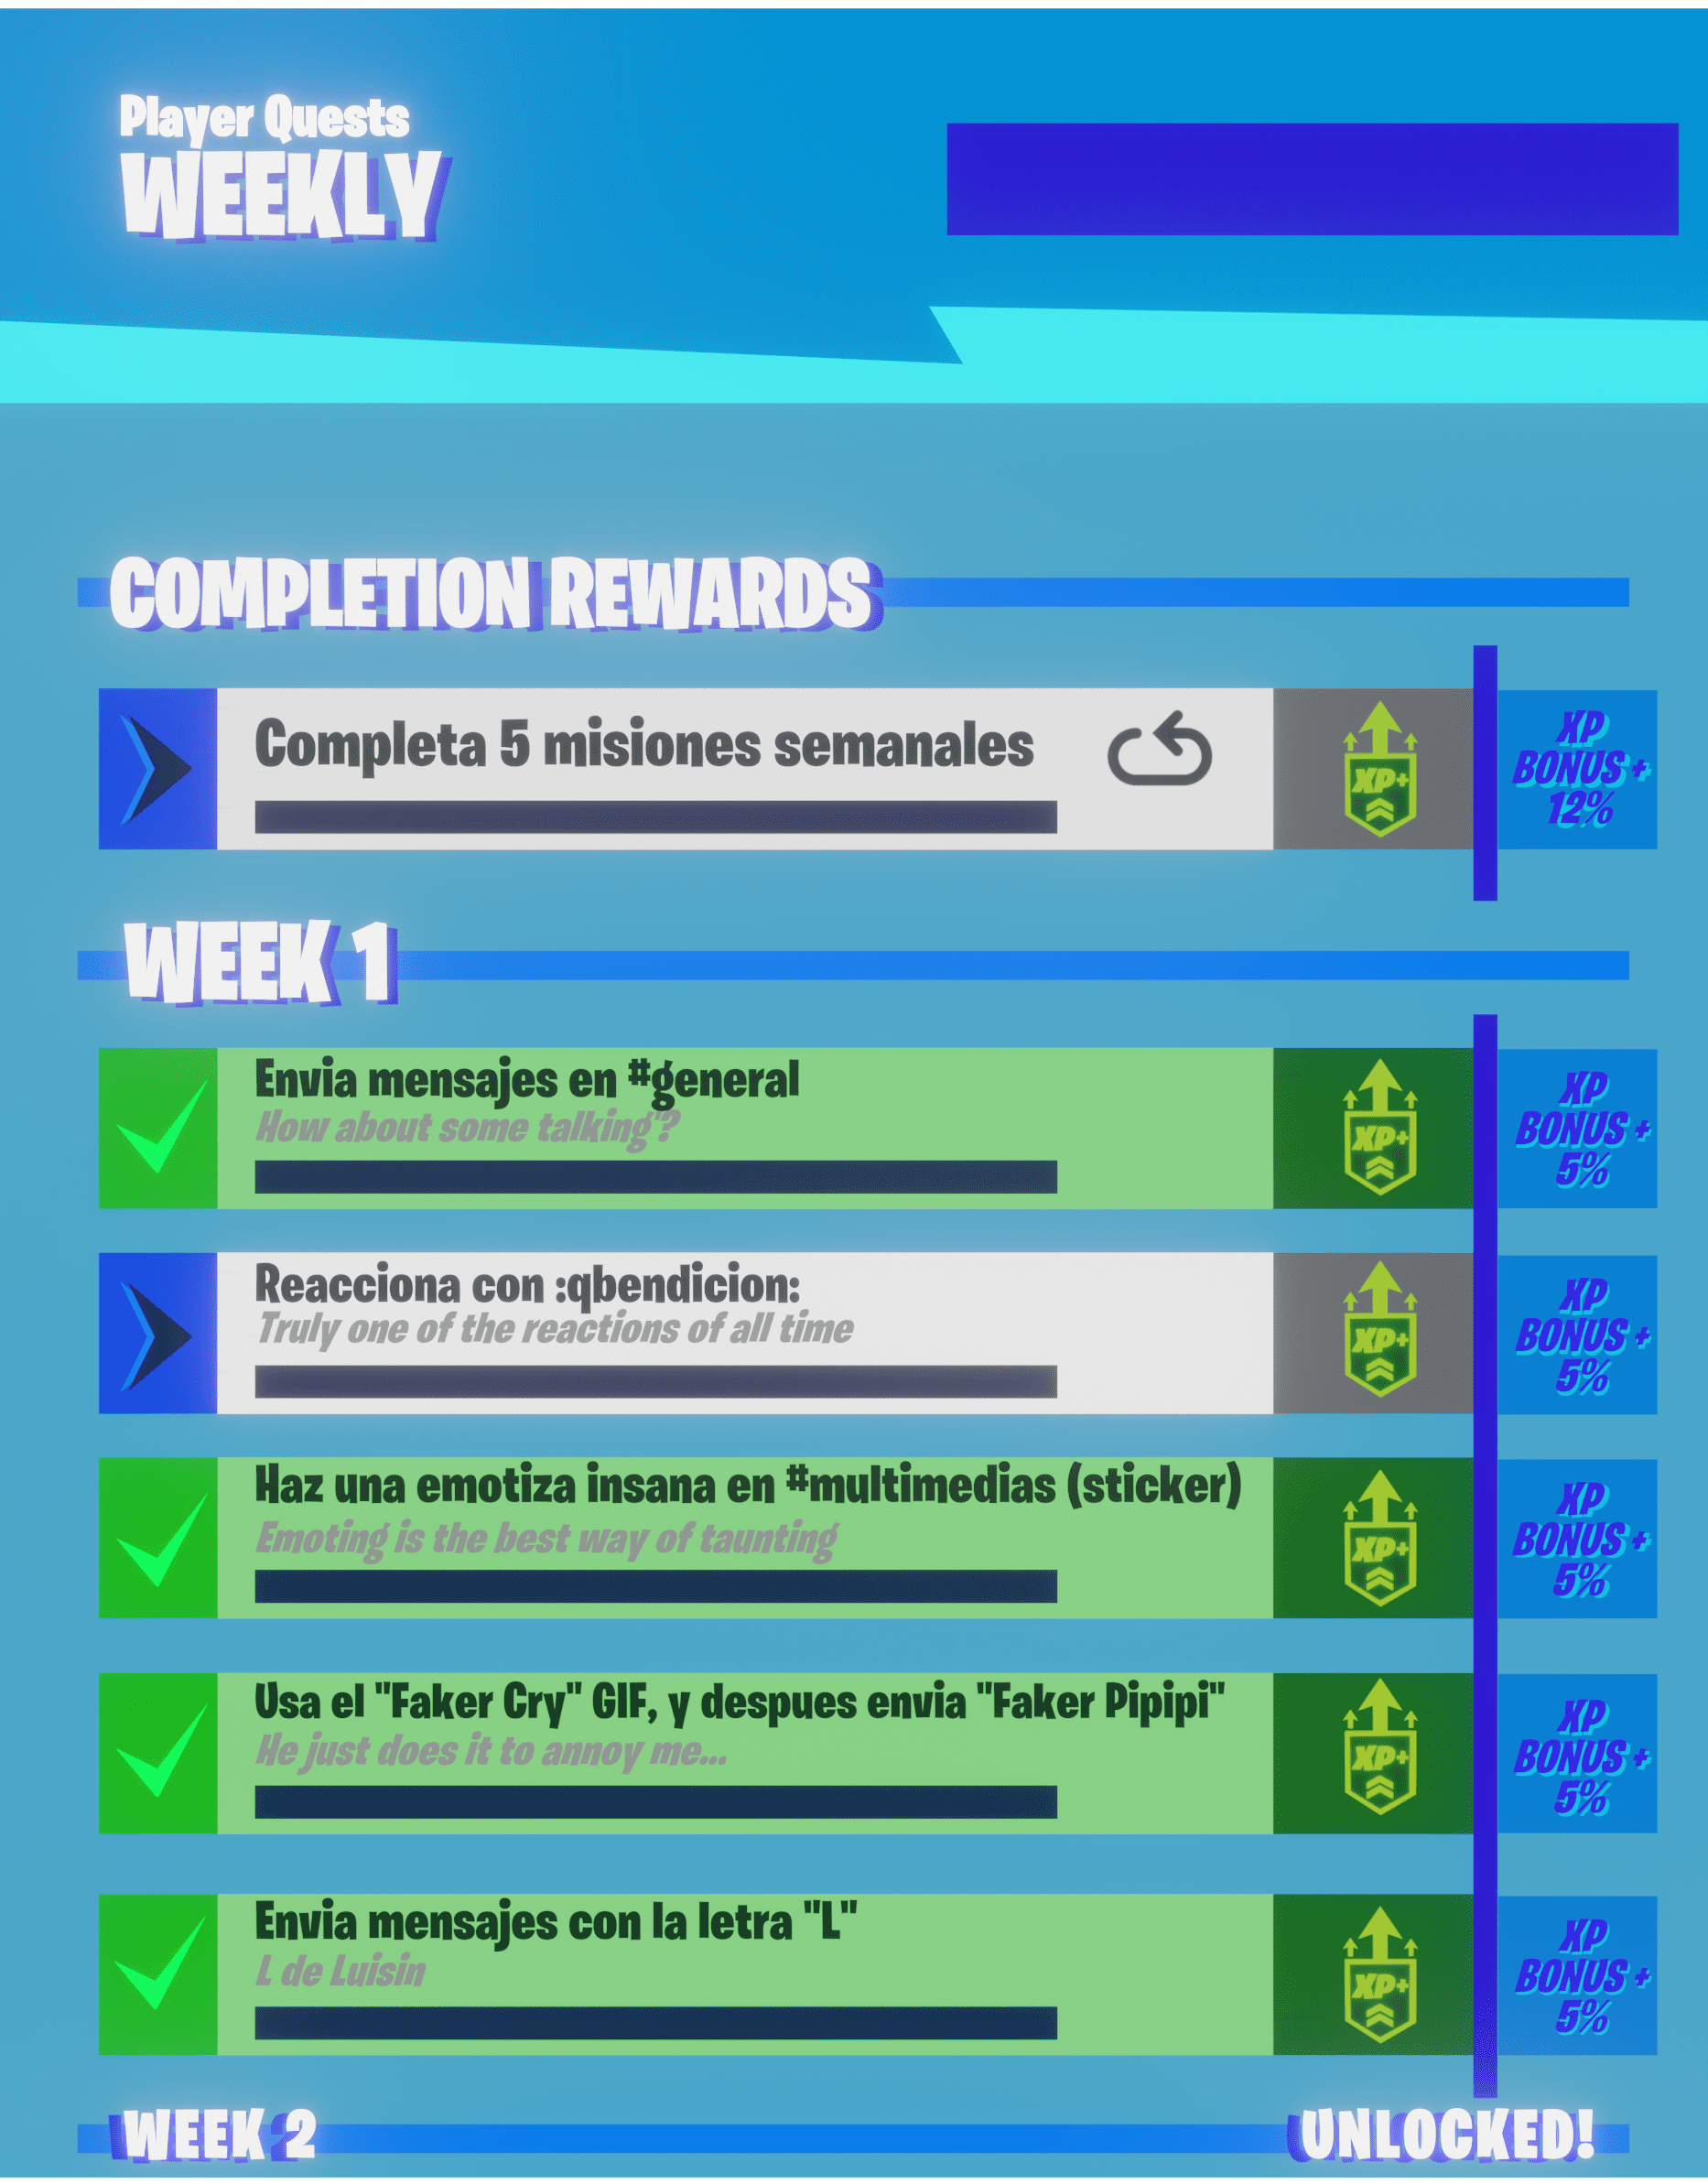 Player Quests
WEEKLY
COMPLETION REWARDS
Completa 5 misiones semanales
XP+
XP
BONUS +
12%
WEEK 1
Envia mensajes en #general
How about some talking'?
XP+
XP
BONUS +
5%
Reacciona con :qbendicion:
Truly one of the reactions of all time
XP+
XP
BONUS +
5%
Haz una emotiza insana en #multimedias (sticker)
Emoting is the best way of taunting
XP+
XP
BONUS +
5%
Usa el "Faker Cry" GIF, y despues envia "Faker Pipipi"
He just does it to annoy me...
XP+
XP
BONUS +
5%
Envia mensajes con la letra "L"
L de Luisin
XP+
XP
BONUS +
5%
WEEK 2
UNLOCKED!